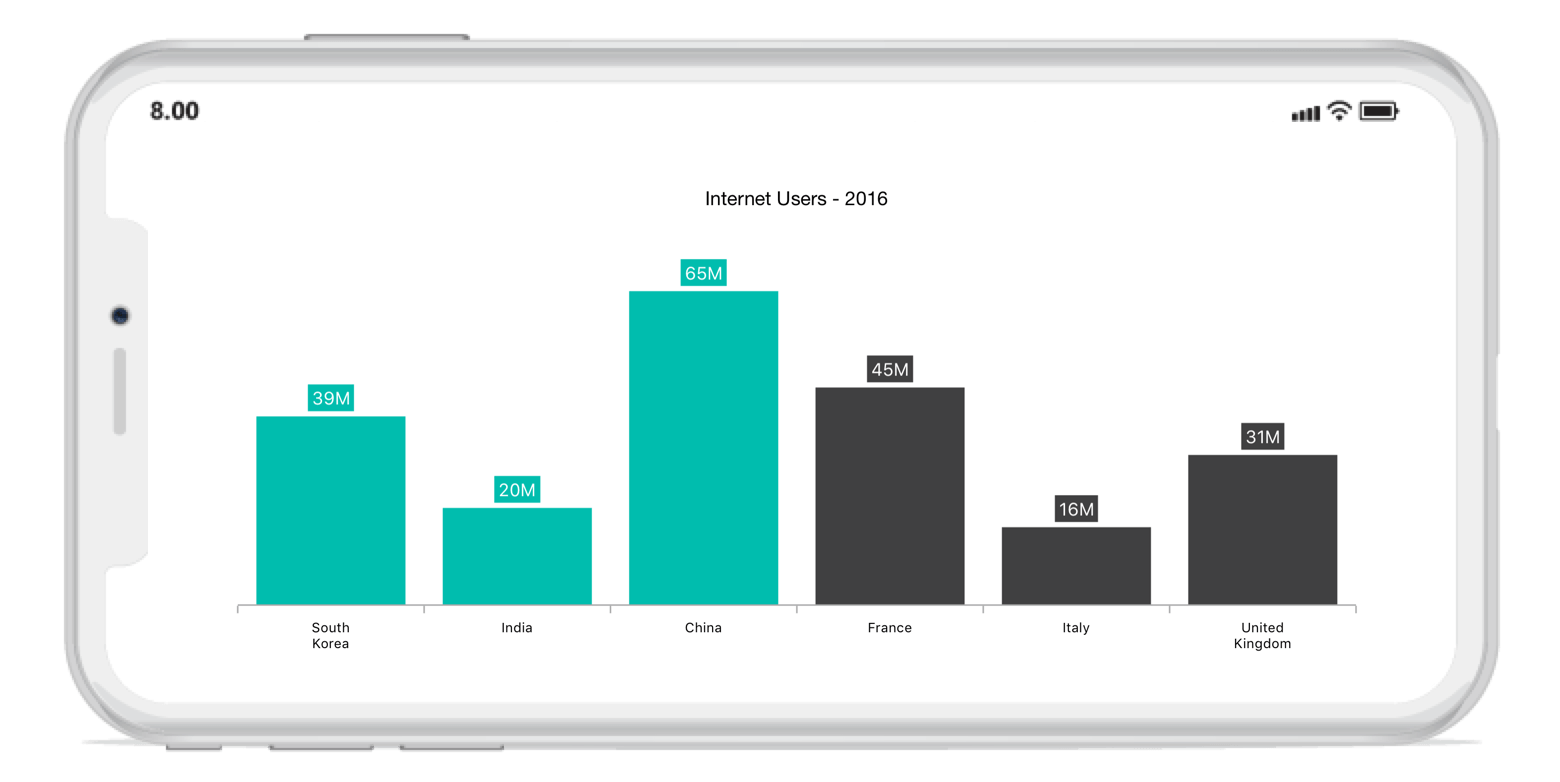 8.00
Internet Users - 2016
65M
45M
39M
31M
20M
16M
South
Korea
India
China
France
Italy
United
Kingdom